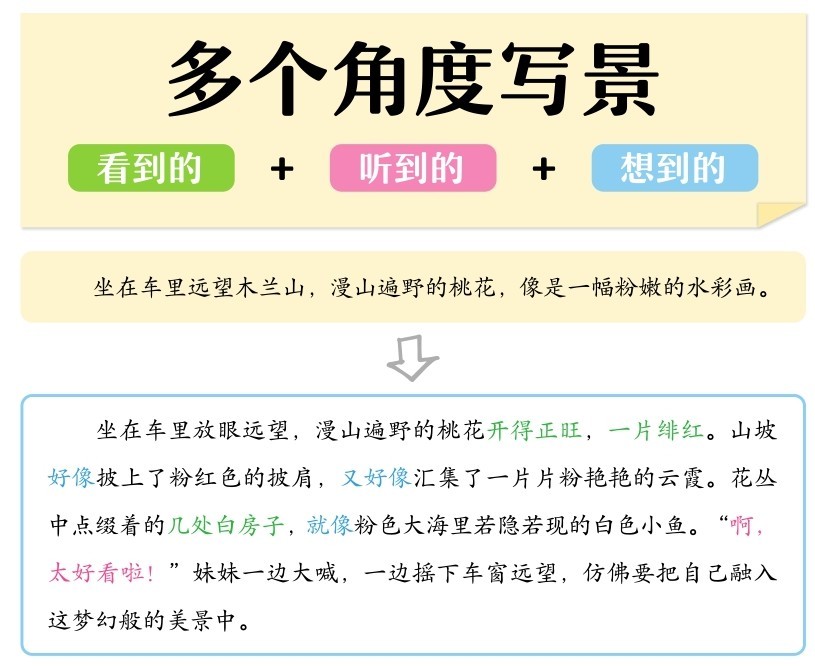 多个角度写景
看到的 + 听到的 + 想到的
坐在车里远望木兰山，漫山遍野的桃花，像是一幅粉嫩的水彩画。
坐在车里放眼远望，漫山遍野的桃花开得正旺，一片绯红。山坡
好像披上了粉红色的披肩，又好像汇集了一片片粉艳艳的云霞。花丛
中点缀着的几处白房子，就像粉色大海里若隐若现的白色小鱼。“啊，
太好看啦！”妹妹一边大喊，一边摇下车窗远望，仿佛要把自己融入
这梦幻般的美景中。